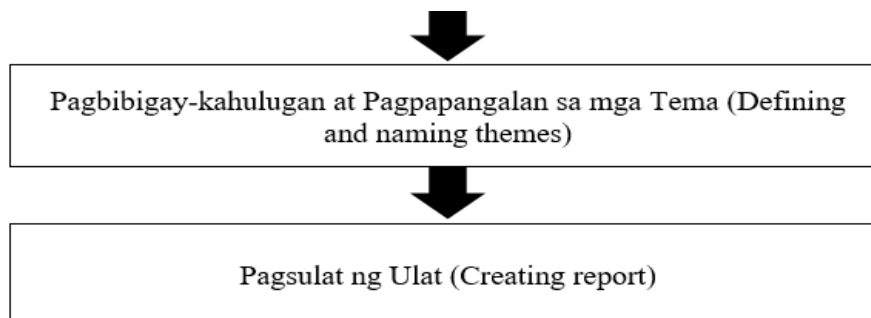 Pagbibigay-kahulugan at Pagpapangalan sa mga Tema (Defining
and naming themes)
Pagsulat ng Ulat (Creating report)